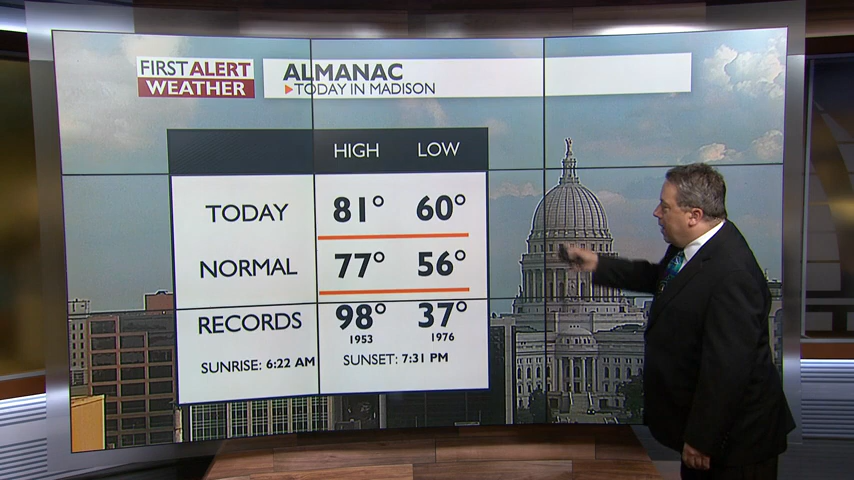 FIRST ALERT
WEATHER
ALMANAC
TODAY IN MADISON
HIGH LOW
TODAY 81° 60°
NORMAL 77° 56°
RECORDS 98° 37°
1953 1976
SUNRISE: 6:22 AM SUNSET: 7:31 PM